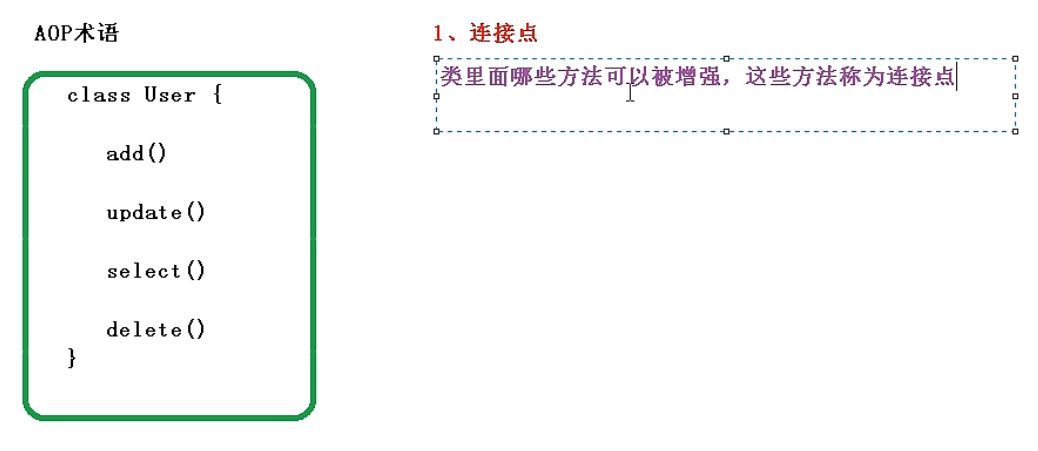 AOP术语
class User {
add()
update()
select()
delete()
}
1、连接点
类里面哪些方法可以被增强，这些方法称为连接点